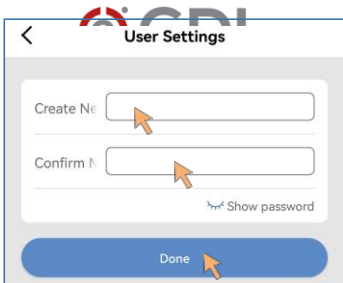 User Settings
Create Ne
Confirm N
Show password
Done